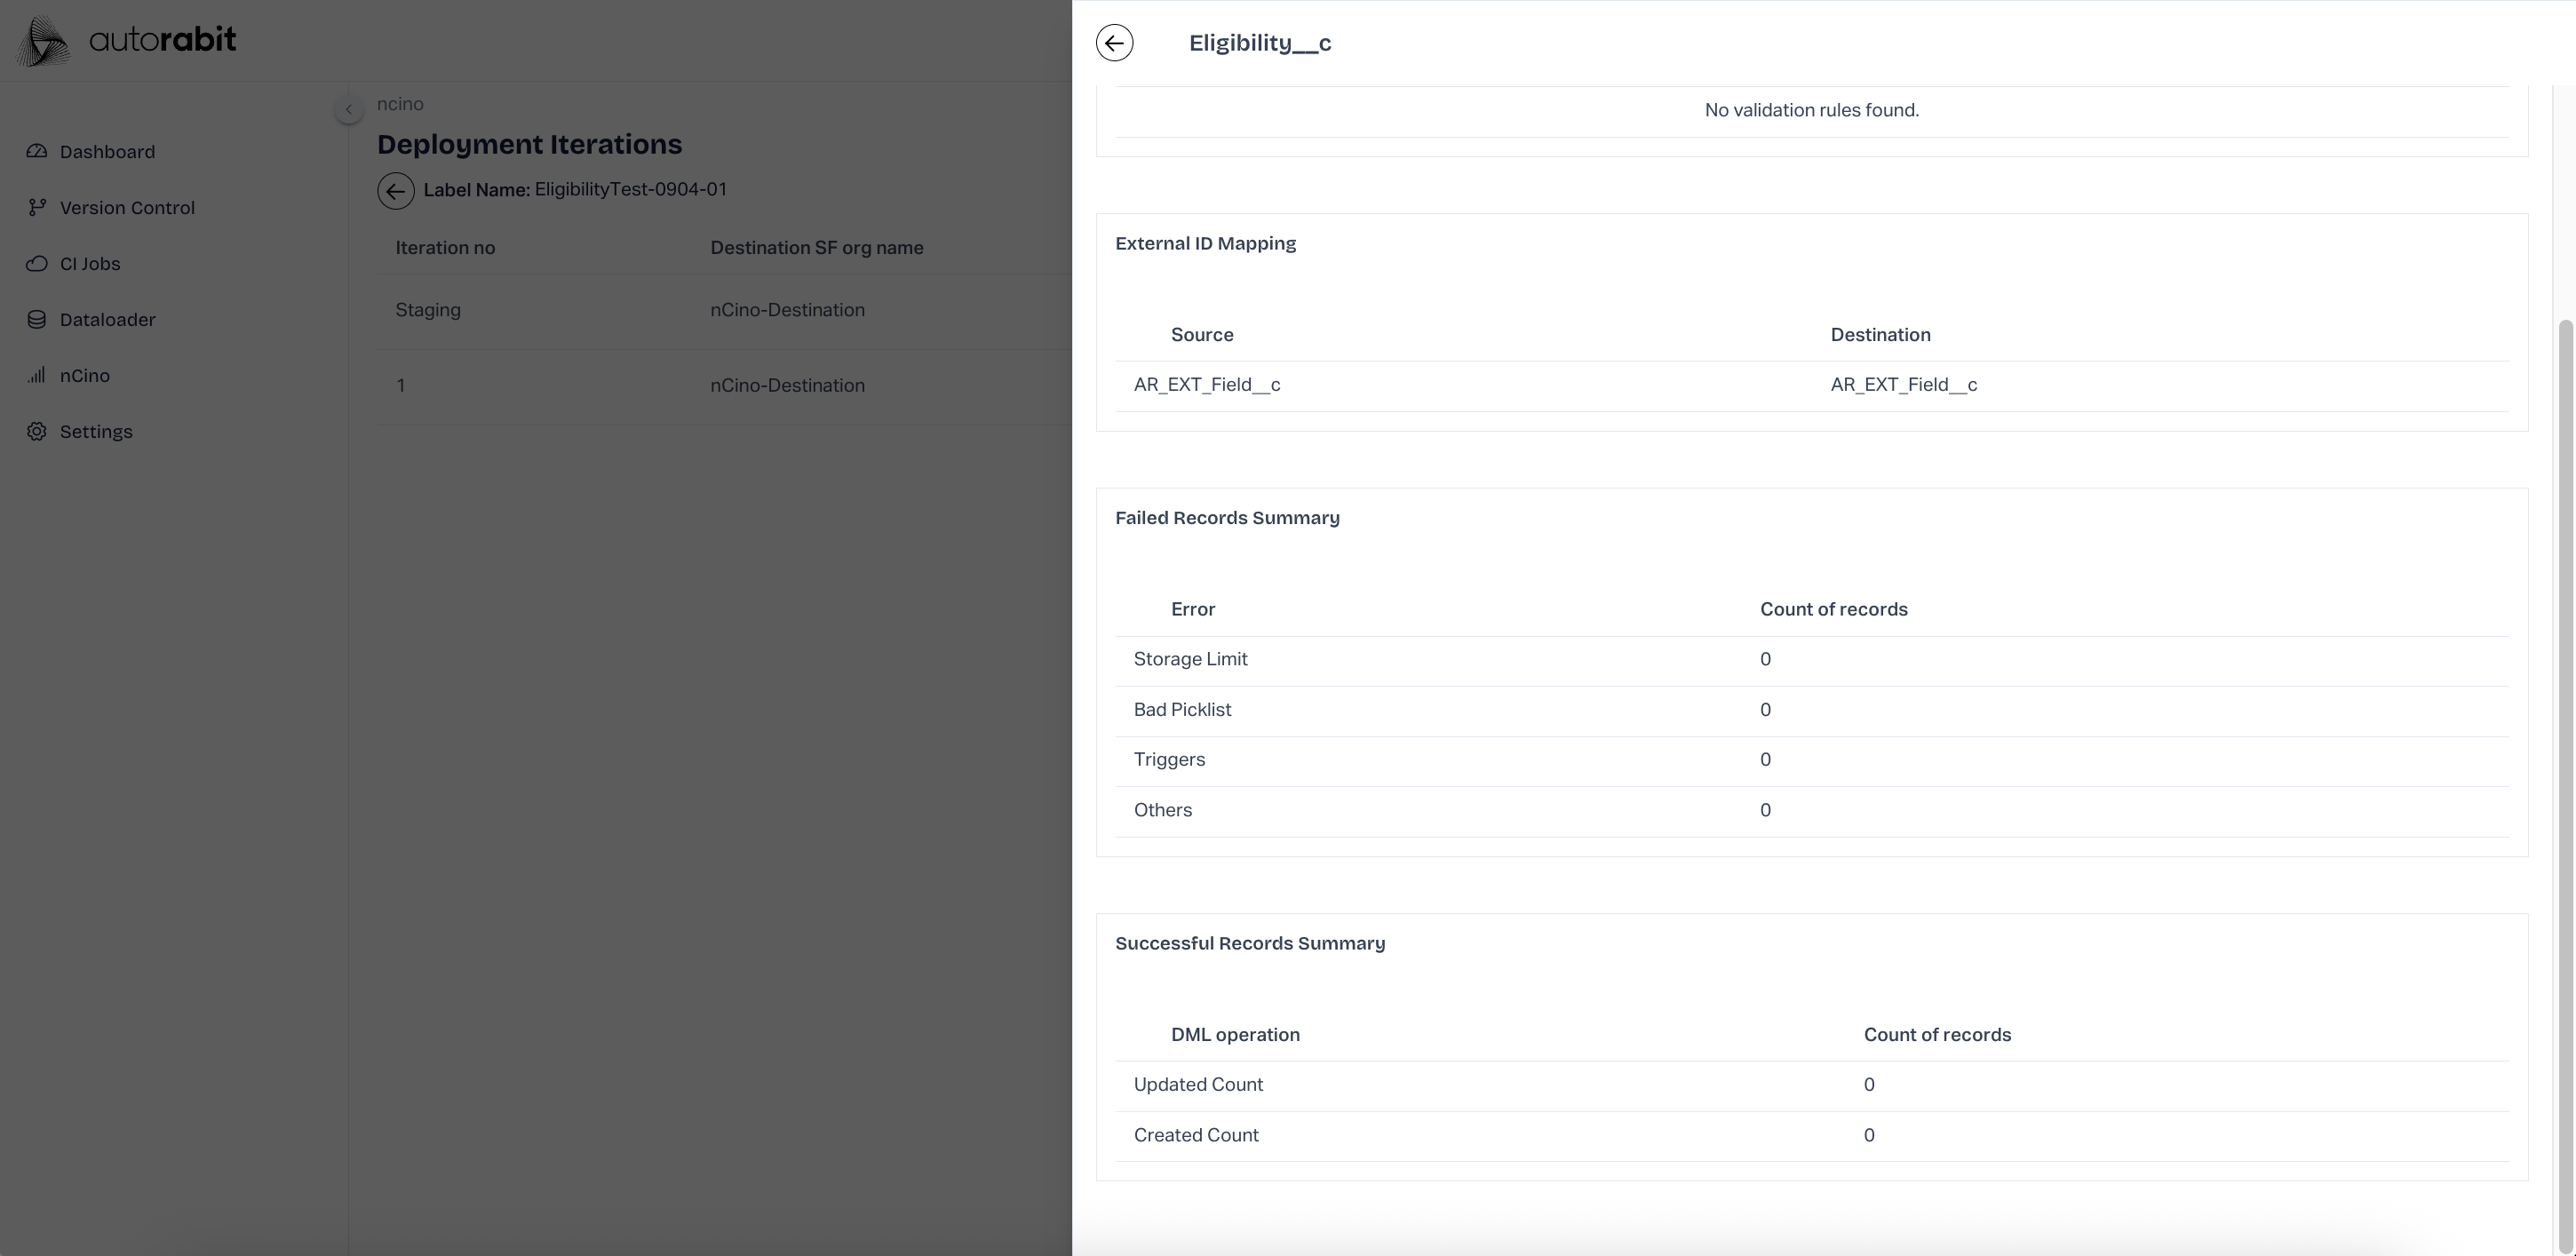 autorabit
Dashboard
Version Control
CI Jobs
Dataloader
nCino
Settings
ncino
Deployment Iterations
Label Name: EligibilityTest-0904-01
Iteration no Destination SF org name
Staging nCino-Destination
1 nCino-Destination
Eligibility__c
No validation rules found.
External ID Mapping
Source Destination
AR_EXT_Field__c AR_EXT_Field__c
Failed Records Summary
Error Count of records
Storage Limit 0
Bad Picklist 0
Triggers 0
Others 0
Successful Records Summary
DML operation Count of records
Updated Count 0
Created Count 0